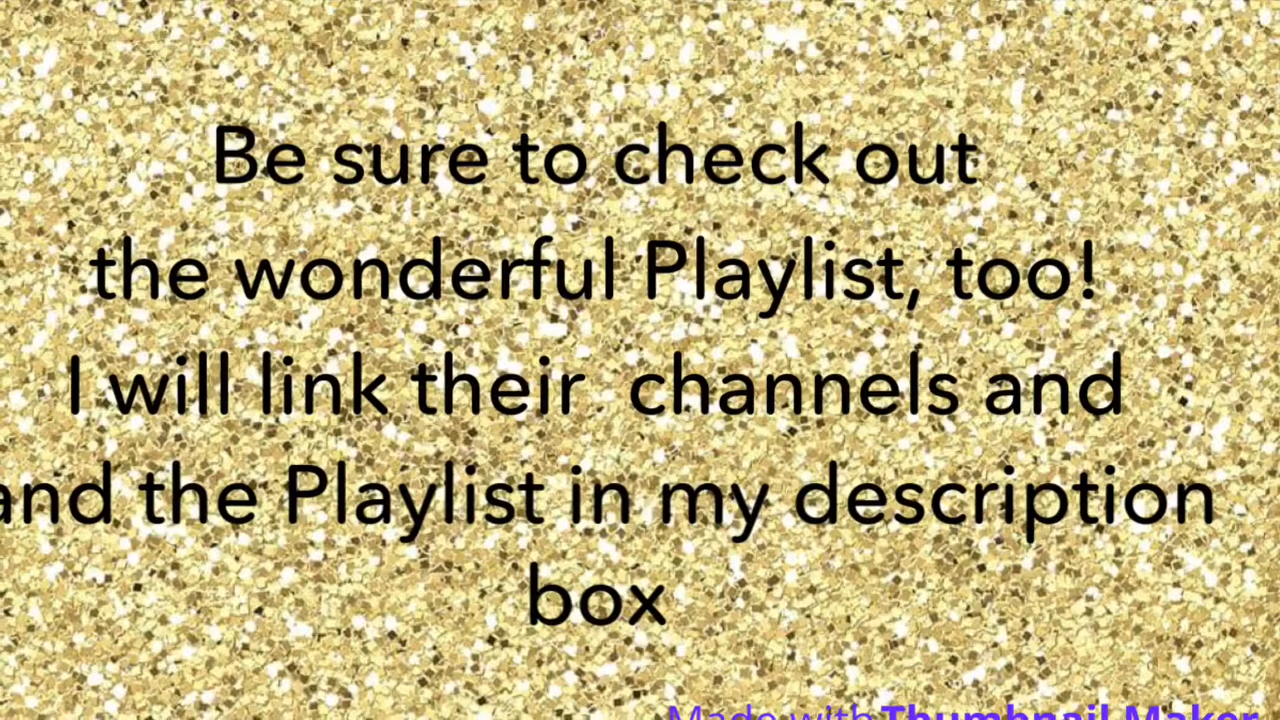 Be sure to check out
the wonderful Playlist, too!
I will link their channels and
and the Playlist in my description
box
Made with Thumbnail Maker